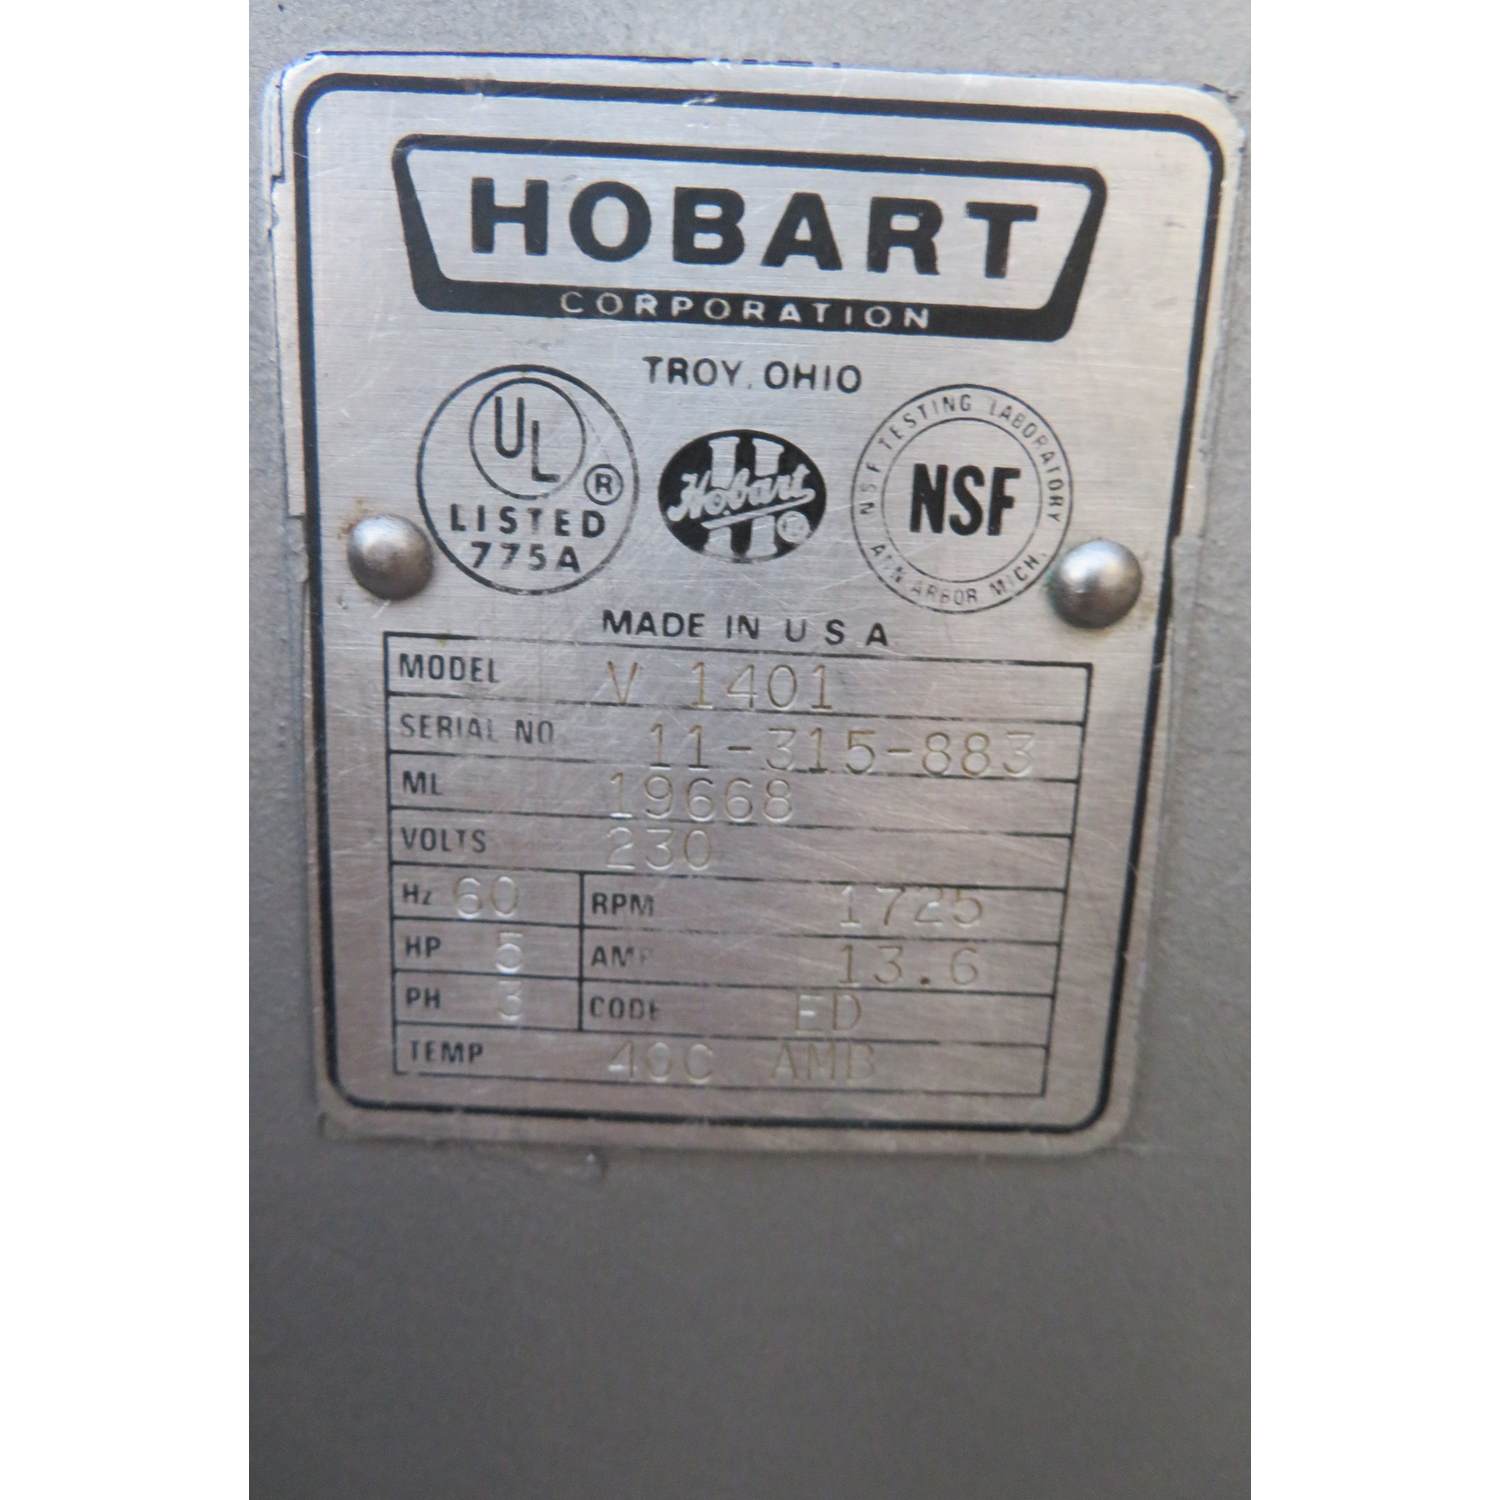 HOBART
CORPORATION
TROY, OHIO
UL ®
LISTED
775A
Hobart
NSF TESTING LABORATORY
NSF
ANN ARBOR MICH.
MADE IN U S A
MODEL V 1401
SERIAL NO 11-315-883
ML 19668
VOLTS 230
Hz 60 RPM 1725
HP 5 AMP 13.6
PH 3 CODE ED
TEMP 40C AMB